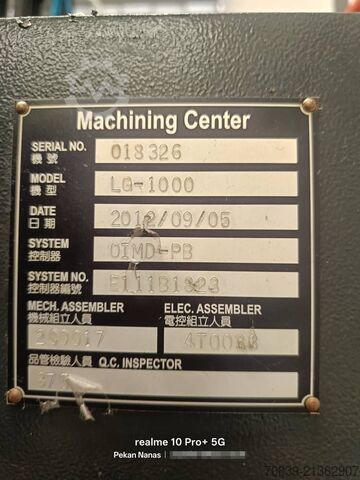 Machining Center
SERIAL NO. 018326
機號
MODEL LG-1000
機型
DATE 2012/09/05
日期
SYSTEM 0IMD-PB
控制器
SYSTEM NO.
控制器編號
MECH. ASSEMBLER ELEC. ASSEMBLER
機械組立人員 電控組立人員
品管檢驗人員 Q.C. INSPECTOR
realme 10 Pro+ 5G
Pekan Nanas |
70839-21362907